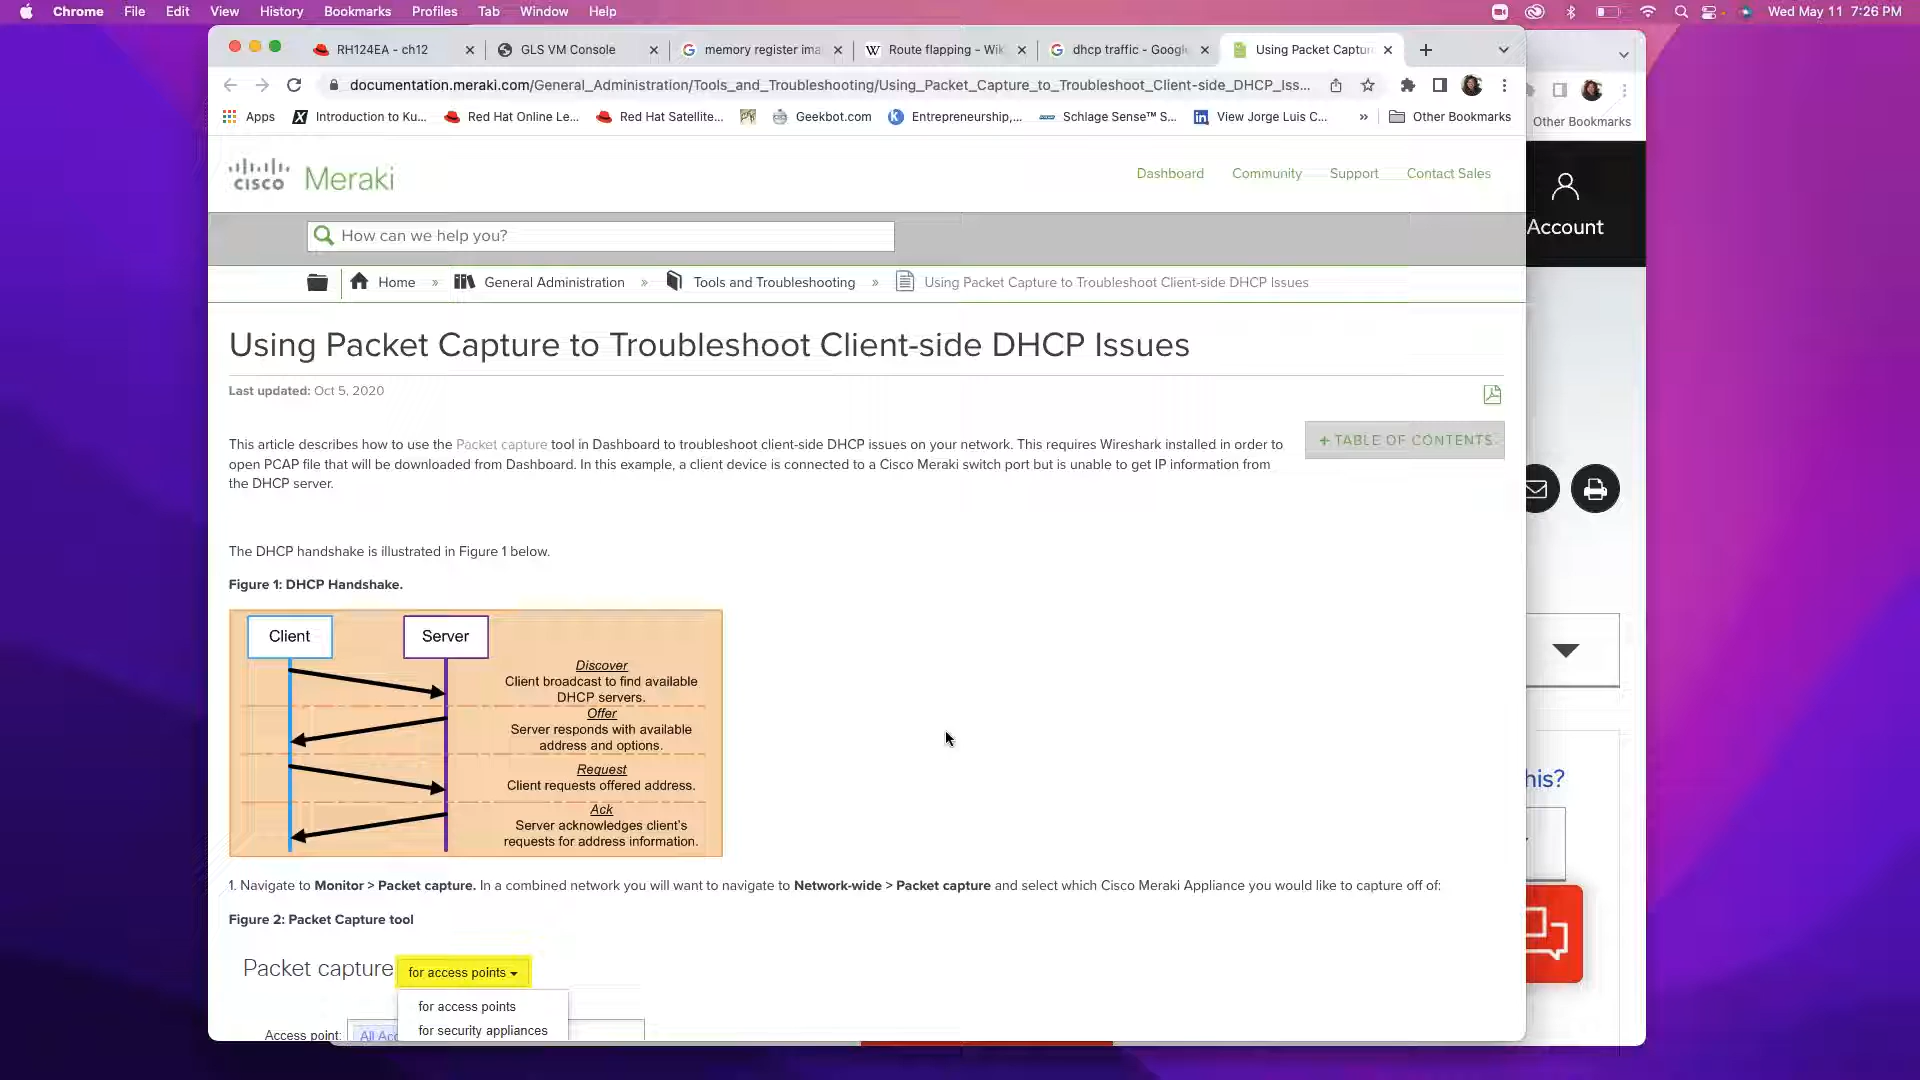 Chrome File Edit View History Bookmarks Profiles Tab Window Help Wed May 11 7:26 PM
RH124EA - ch12
GLS VM Console
memory register ima
Route flapping - Wik
dhcp traffic - Google
Using Packet Captur
documentation.meraki.com/General_Administration/Tools_and_Troubleshooting/Using_Packet_Capture_to_Troubleshoot_Client-side_DHCP_Iss...
Apps
Introduction to Ku...
Red Hat Online Le...
Red Hat Satellite...
Geekbot.com
Entrepreneurship,...
Schlage Sense™ S...
View Jorge Luis C...
»
Other Bookmarks
Other Bookmarks
cisco Meraki
Dashboard Community Support Contact Sales
Account
How can we help you?
Home » General Administration » Tools and Troubleshooting » Using Packet Capture to Troubleshoot Client-side DHCP Issues
Using Packet Capture to Troubleshoot Client-side DHCP Issues
Last updated: Oct 5, 2020
+ TABLE OF CONTENTS
This article describes how to use the Packet capture tool in Dashboard to troubleshoot client-side DHCP issues on your network. This requires Wireshark installed in order to
open PCAP file that will be downloaded from Dashboard. In this example, a client device is connected to a Cisco Meraki switch port but is unable to get IP information from
the DHCP server.
The DHCP handshake is illustrated in Figure 1 below.
Figure 1: DHCP Handshake.
Client Server
Discover
Client broadcast to find available
DHCP servers.
Offer
Server responds with available
address and options.
Request
Client requests offered address.
Ack
Server acknowledges client's
requests for address information.
his?
1. Navigate to Monitor > Packet capture. In a combined network you will want to navigate to Network-wide > Packet capture and select which Cisco Meraki Appliance you would like to capture off of:
Figure 2: Packet Capture tool
Packet capture for access points
for access points
for security appliances
Access point: All Acc